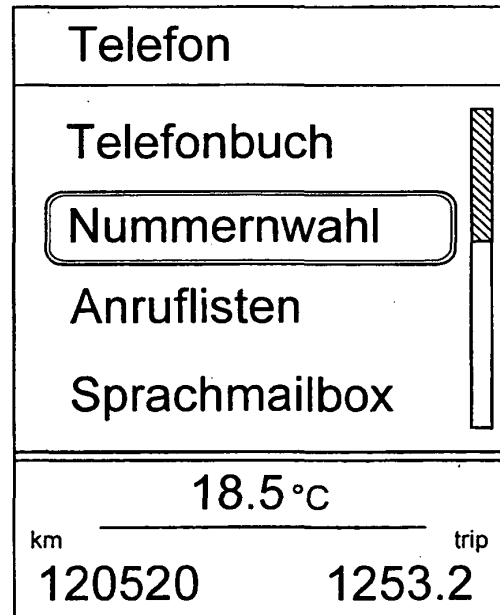 Telefon
Telefonbuch
Nummernwahl
Anruflisten
Sprachmailbox
18.5 °C
km trip
120520 1253.2